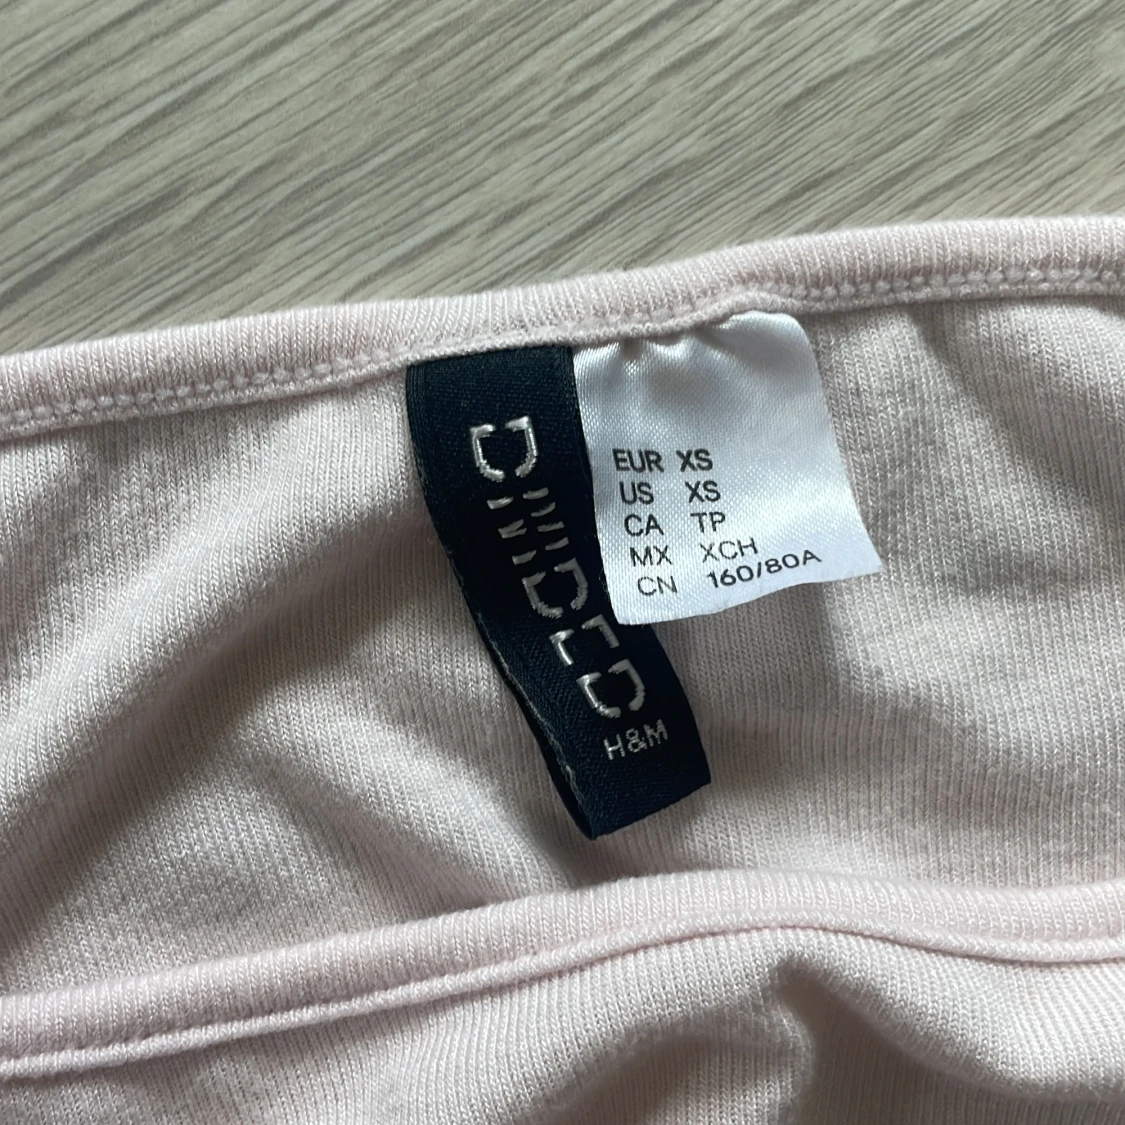 DIVIDED
H&M
EUR XS
US XS
CA TP
MX XCH
CN 160/80A